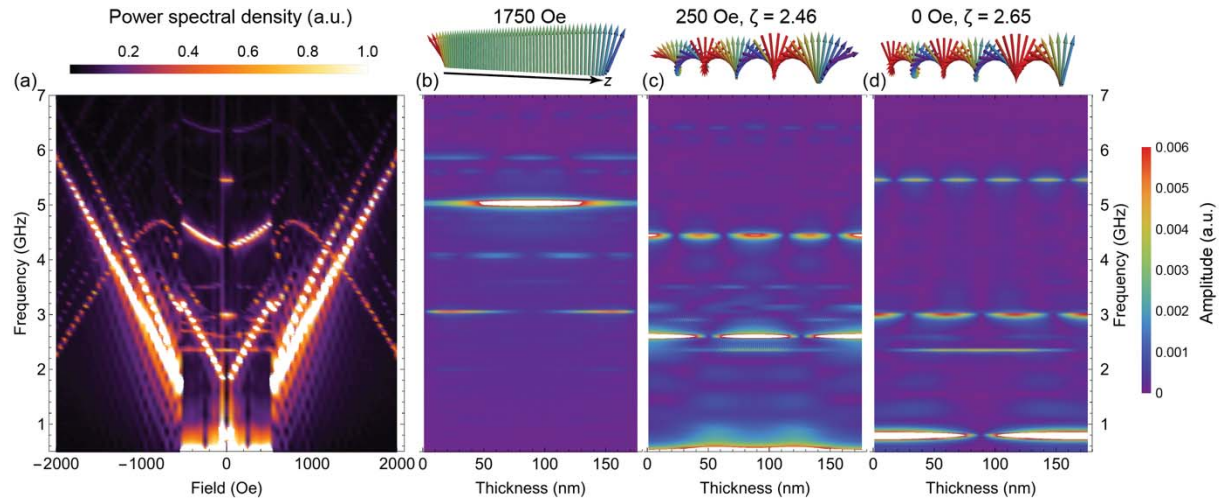 Power spectral density (a.u.)
0.2 0.4 0.6 0.8 1.0
1750 Oe
250 Oe, ζ = 2.46
0 Oe, ζ = 2.65
z
(a)
(b)
(c)
(d)
Frequency (GHz)
7
6
5
4
3
2
1
−2000 −1000 0 1000 2000
Field (Oe)
0 50 100 150
Thickness (nm)
0 50 100 150
Thickness (nm)
0 50 100 150
Thickness (nm)
7
6
5
4
3
2
1
Frequency (GHz)
0.006
0.005
0.004
0.003
0.002
0.001
0
Amplitude (a.u.)